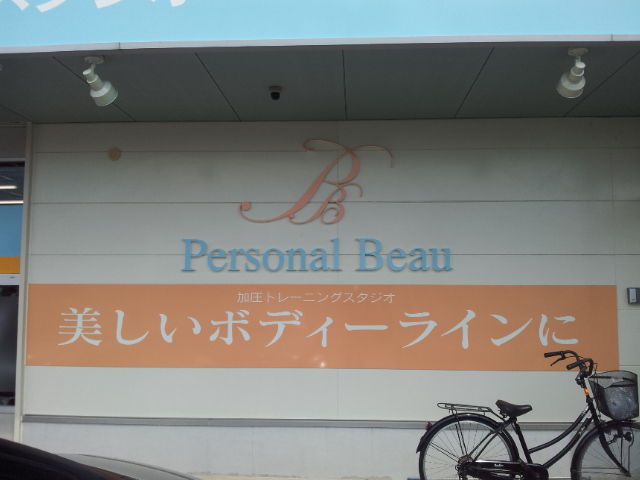 PB
Personal Beau
加圧トレーニングスタジオ
美しいボディーラインに